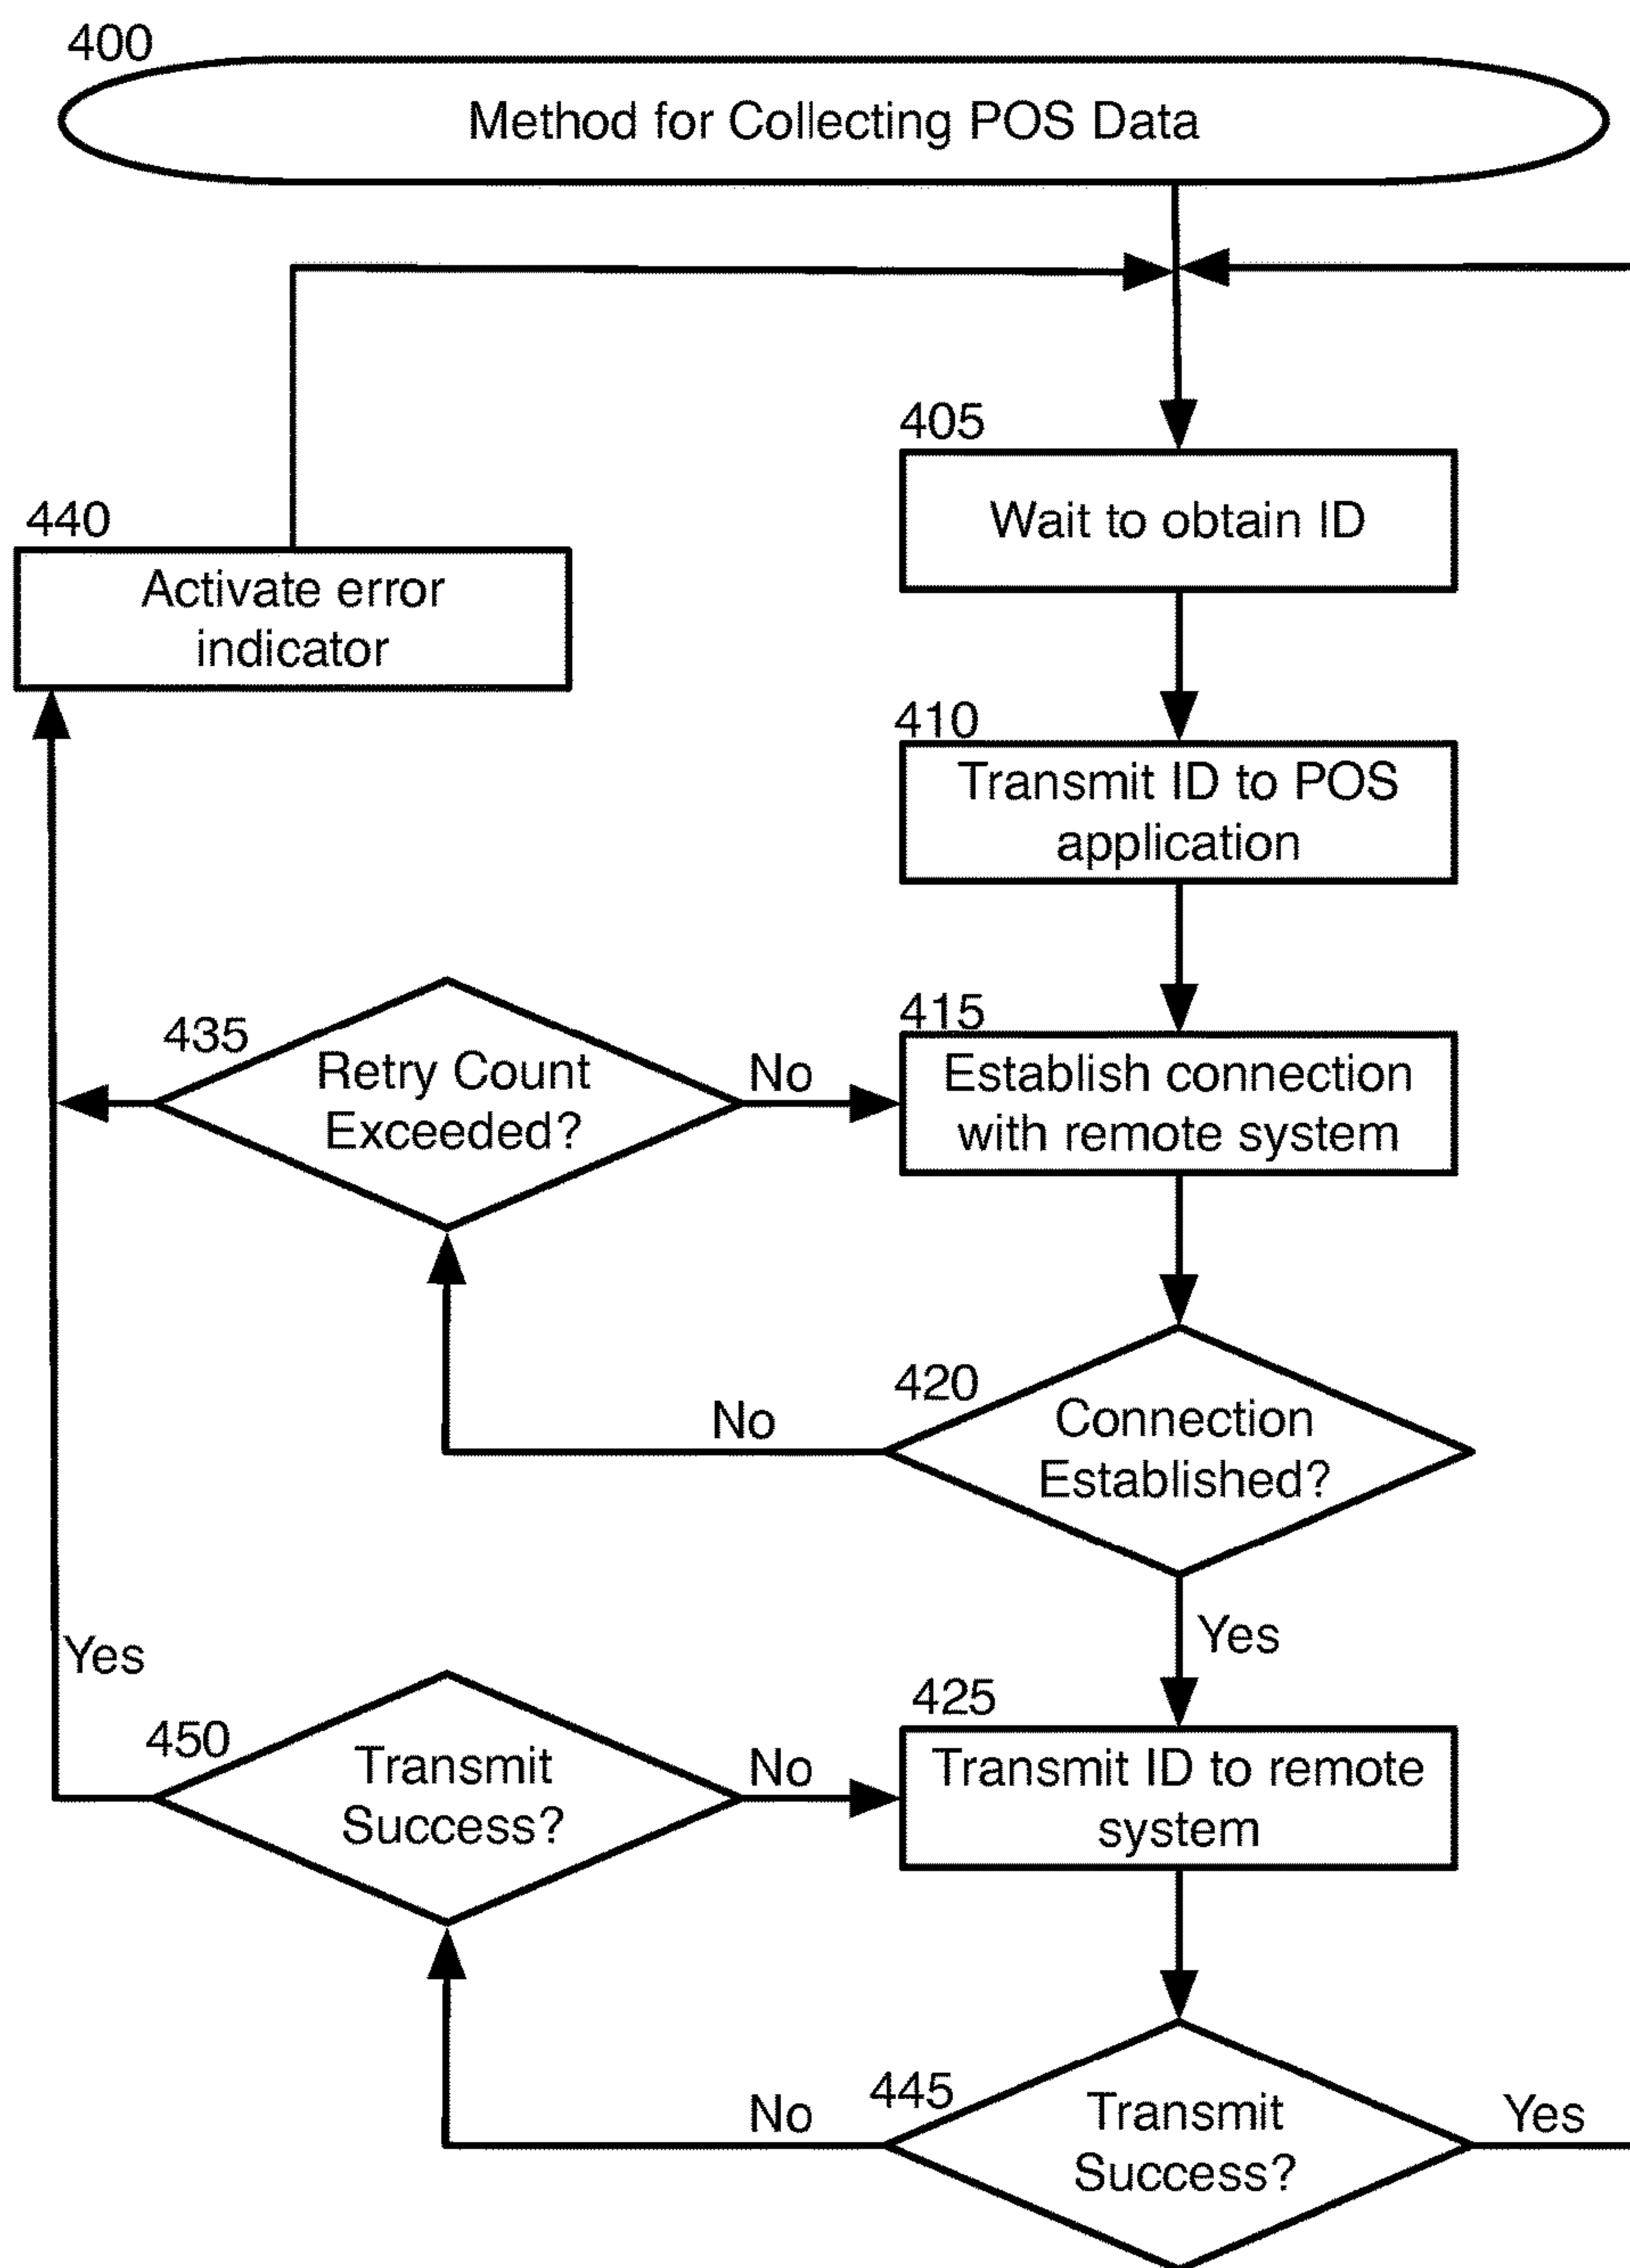 400
Method for Collecting POS Data
405
Wait to obtain ID
440
Activate error
indicator
410
Transmit ID to POS
application
415
Establish connection
with remote system
435
Retry Count
Exceeded?
No
420
Connection
Established?
No
Yes
425
Transmit ID to remote
system
Yes
450
Transmit
Success?
No
445
Transmit
Success?
No
Yes